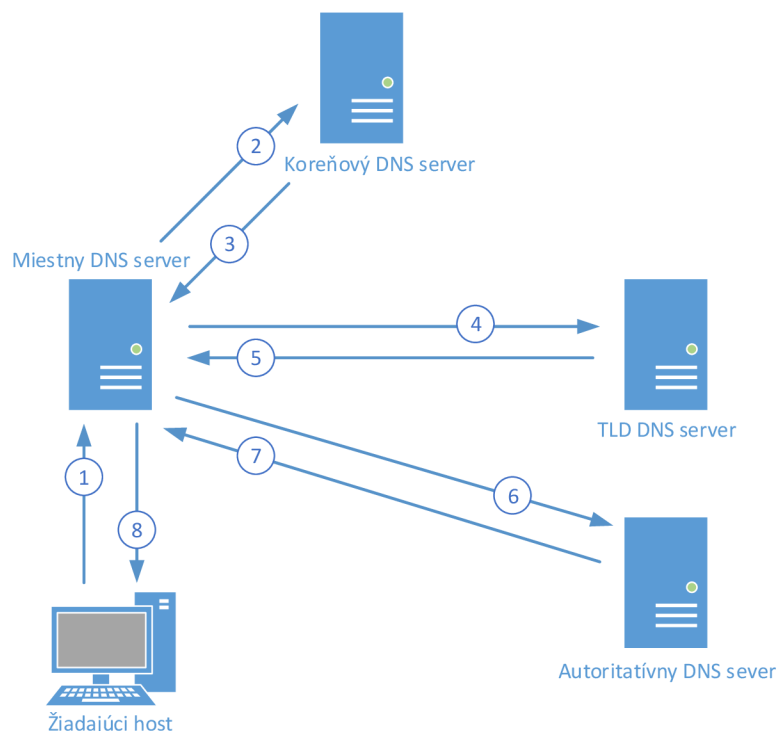 2
Koreňový DNS server
3
Miestny DNS server
4
5
TLD DNS server
7
1
6
8
Autoritatívny DNS sever
Žiadaiúci host